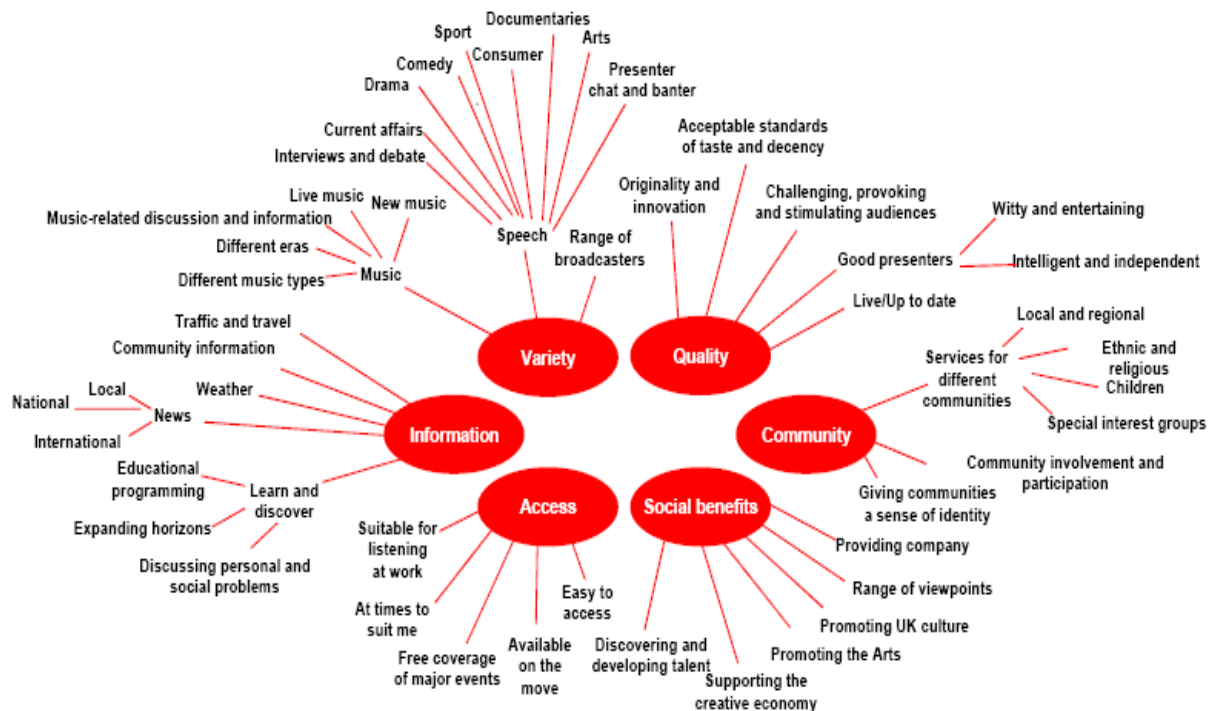 Documentaries
Sport
Arts
Consumer
Comedy
Presenter
chat and banter
Drama
Current affairs
Interviews and debate
Acceptable standards
of taste and decency
Originality and
innovation
Challenging, provoking
and stimulating audiences
Live music
New music
Music-related discussion and information
Different eras
Different music types
Music
Speech
Range of
broadcasters
Good presenters
Witty and entertaining
Intelligent and independent
Live/Up to date
Variety
Quality
Traffic and travel
Community information
Weather
Local
National
News
International
Information
Educational
programming
Learn and
discover
Expanding horizons
Discussing personal and
social problems
Local and regional
Services for
different
communities
Ethnic and
religious
Children
Special interest groups
Community
Community involvement and
participation
Giving communities
a sense of identity
Access
Suitable for
listening
at work
At times to
suit me
Free coverage
of major events
Available
on the
move
Easy to
access
Social benefits
Providing company
Range of viewpoints
Promoting UK culture
Promoting the Arts
Supporting the
creative economy
Discovering and
developing talent